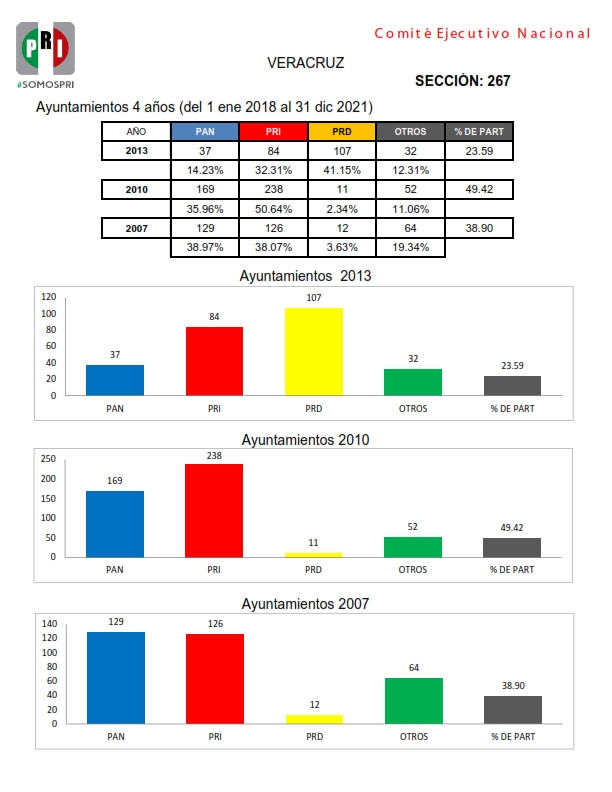 PRI
#SOMOSPRI
Comité Ejecutivo Nacional
VERACRUZ
SECCIÓN: 267
Ayuntamientos 4 años (del 1 ene 2018 al 31 dic 2021)
AÑO PAN PRI PRD OTROS % DE PART
2013 37 84 107 32 23.59
14.23% 32.31% 41.15% 12.31%
2010 169 238 11 52 49.42
35.96% 50.64% 2.34% 11.06%
2007 129 126 12 64 38.90
38.97% 38.07% 3.63% 19.34%
Ayuntamientos 2013
120
100
80
60
40
20
0
37 84 107 32 23.59
PAN PRI PRD OTROS % DE PART
Ayuntamientos 2010
250
200
150
100
50
0
169 238 11 52 49.42
PAN PRI PRD OTROS % DE PART
Ayuntamientos 2007
140
120
100
80
60
40
20
0
129 126 12 64 38.90
PAN PRI PRD OTROS % DE PART